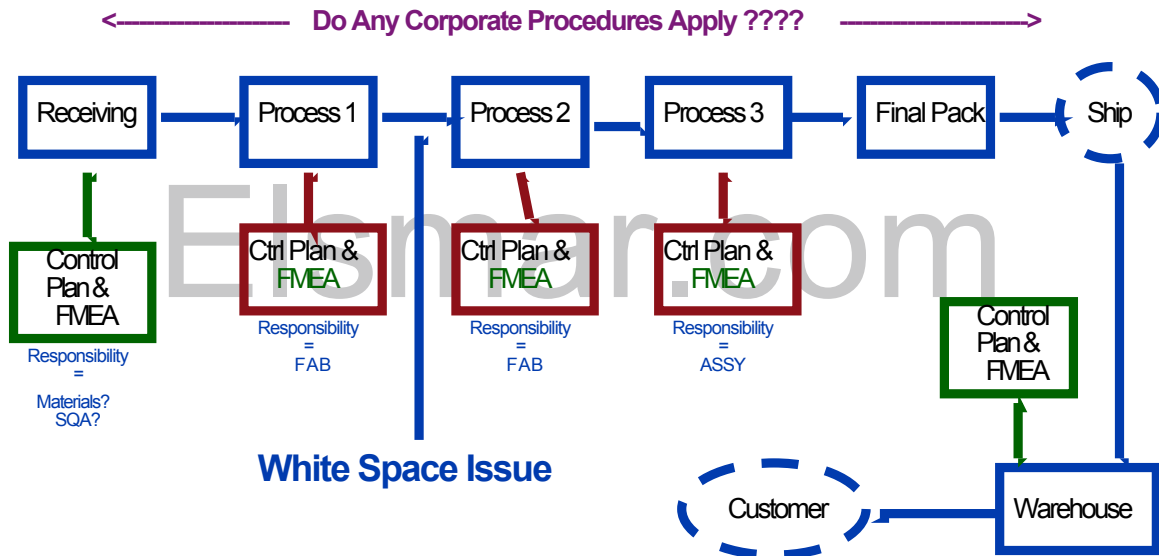 <---------------------- Do Any Corporate Procedures Apply ???? ---------------------->
Receiving
Process 1
Process 2
Process 3
Final Pack
Ship
Elsmar.com
Control
Plan &
FMEA
Responsibility
=
Materials?
SQA?
Ctrl Plan &
FMEA
Responsibility
=
FAB
Ctrl Plan &
FMEA
Responsibility
=
FAB
Ctrl Plan &
FMEA
Responsibility
=
ASSY
Control
Plan &
FMEA
White Space Issue
Customer
Warehouse